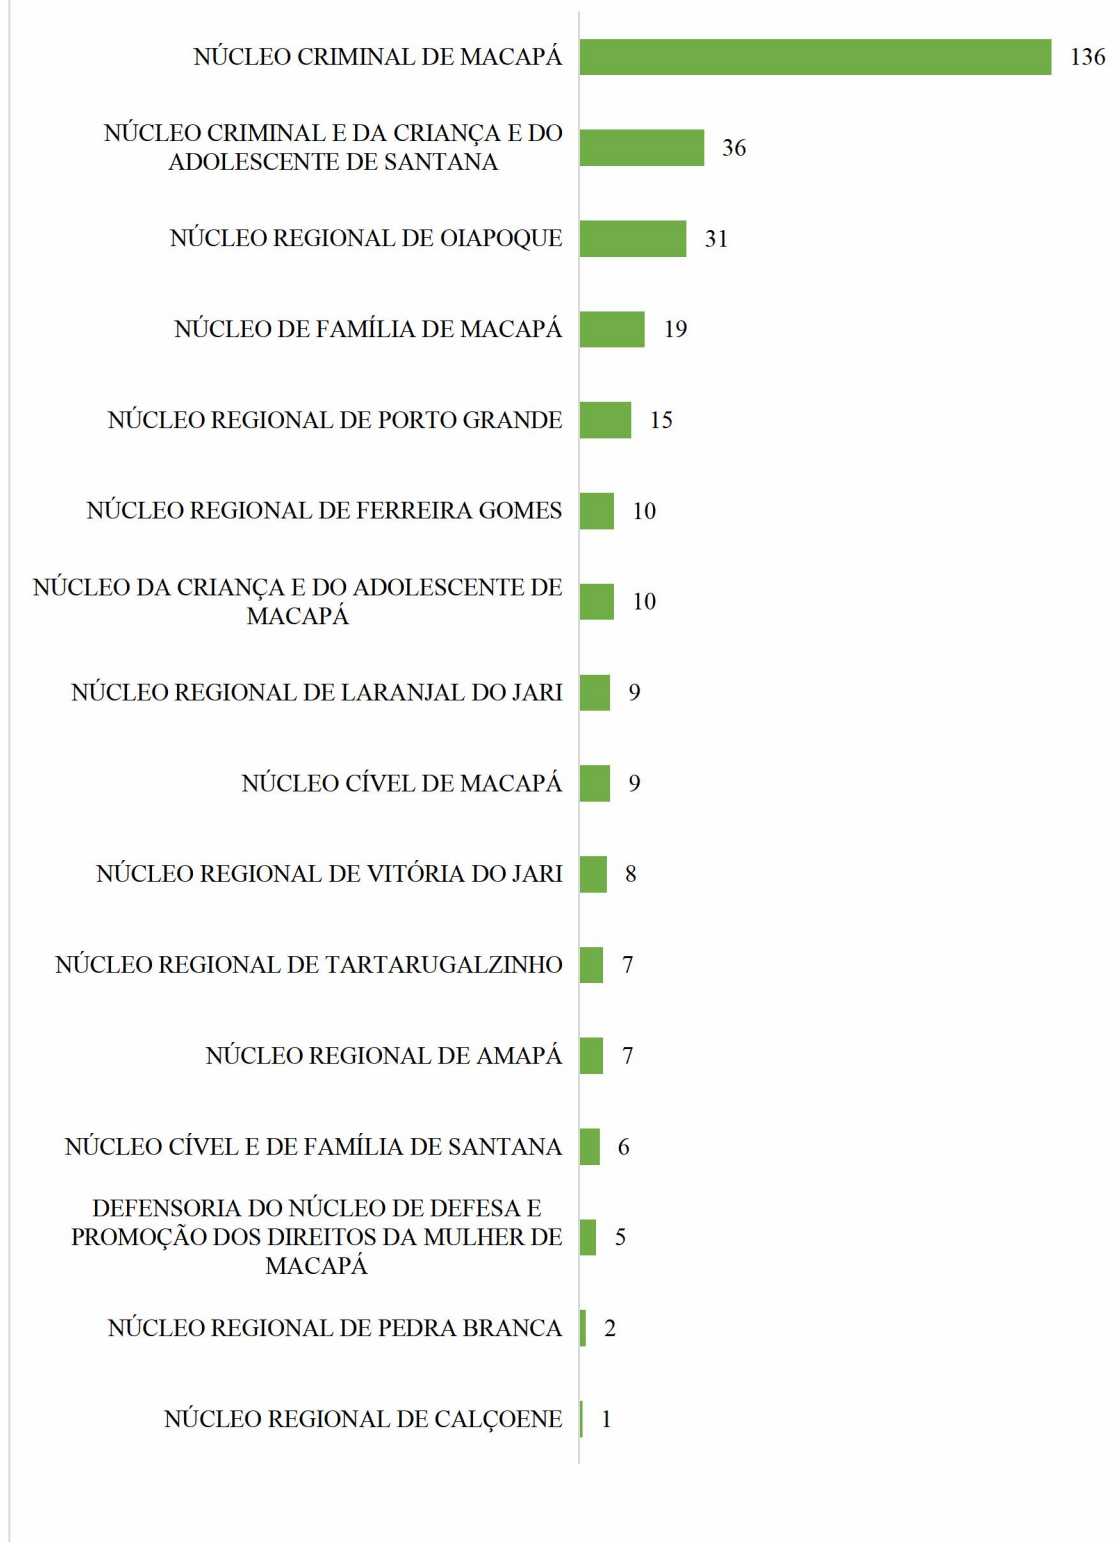 NÚCLEO CRIMINAL DE MACAPÁ 136
NÚCLEO CRIMINAL E DA CRIANÇA E DO
ADOLESCENTE DE SANTANA 36
NÚCLEO REGIONAL DE OIAPOQUE 31
NÚCLEO DE FAMÍLIA DE MACAPÁ 19
NÚCLEO REGIONAL DE PORTO GRANDE 15
NÚCLEO REGIONAL DE FERREIRA GOMES 10
NÚCLEO DA CRIANÇA E DO ADOLESCENTE DE
MACAPÁ 10
NÚCLEO REGIONAL DE LARANJAL DO JARI 9
NÚCLEO CÍVEL DE MACAPÁ 9
NÚCLEO REGIONAL DE VITÓRIA DO JARI 8
NÚCLEO REGIONAL DE TARTARUGALZINHO 7
NÚCLEO REGIONAL DE AMAPÁ 7
NÚCLEO CÍVEL E DE FAMÍLIA DE SANTANA 6
DEFENSORIA DO NÚCLEO DE DEFESA E
PROMOÇÃO DOS DIREITOS DA MULHER DE 5
MACAPÁ
NÚCLEO REGIONAL DE PEDRA BRANCA 2
NÚCLEO REGIONAL DE CALÇOENE 1